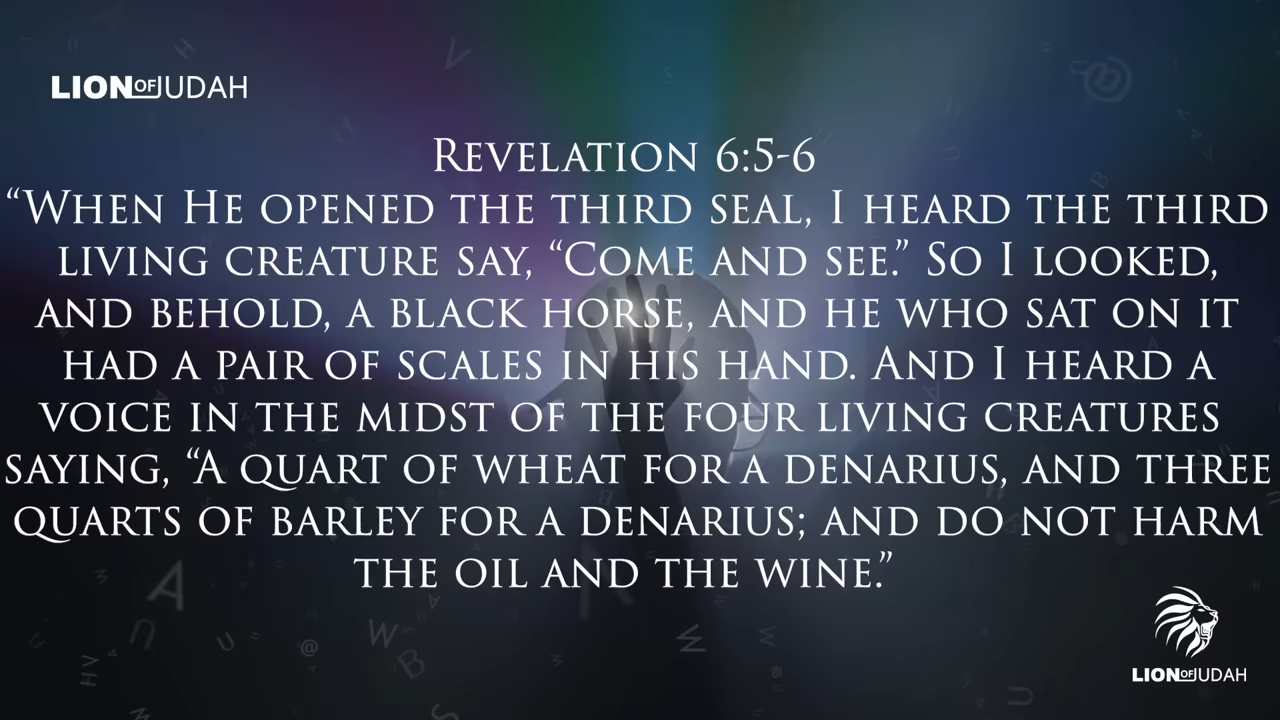 LION OF JUDAH
Revelation 6:5-6
“When He opened the third seal, I heard the third
living creature say, “Come and see.” So I looked,
and behold, a black horse, and he who sat on it
had a pair of scales in his hand. And I heard a
voice in the midst of the four living creatures
saying, “A quart of wheat for a denarius, and three
quarts of barley for a denarius; and do not harm
the oil and the wine.”
LION OF JUDAH